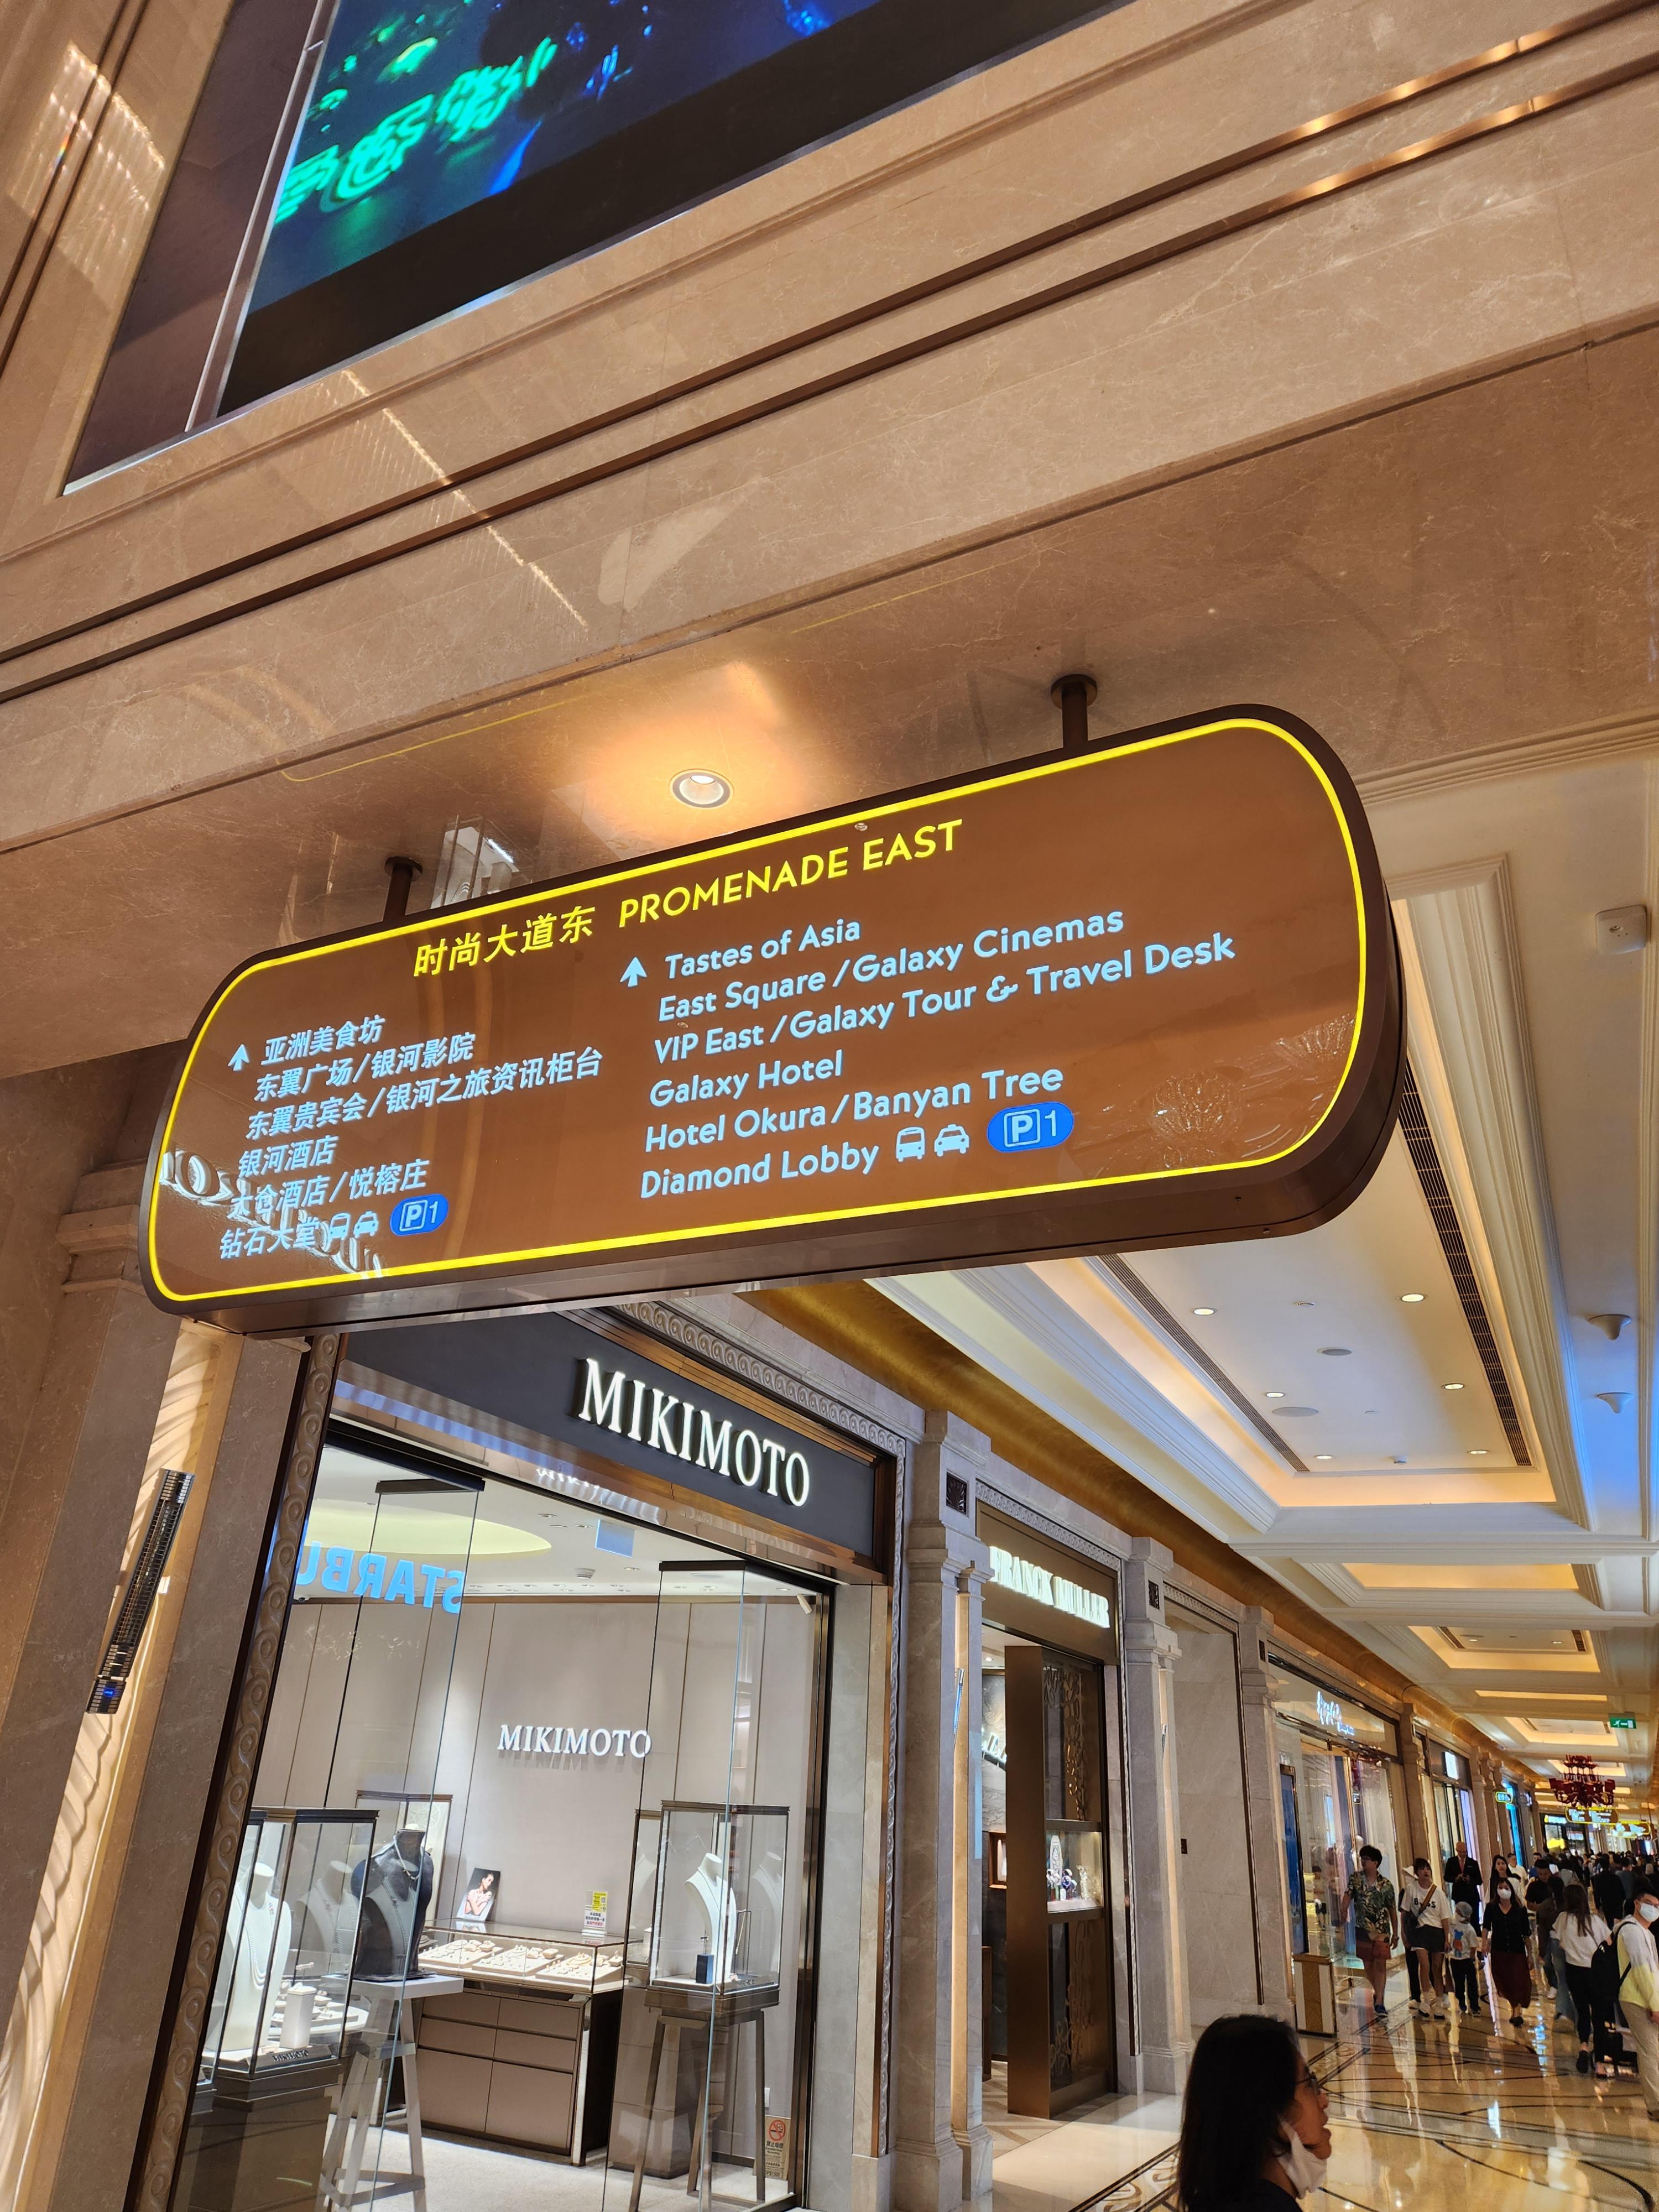 时尚大道东 PROMENADE EAST
亚洲美食坊
东翼广场/银河影院
东翼贵宾会/银河之旅资讯柜台
银河酒店
大仓酒店/悦榕庄
钻石大堂 P1
Tastes of Asia
East Square/Galaxy Cinemas
VIP East/Galaxy Tour & Travel Desk
Galaxy Hotel
Hotel Okura/Banyan Tree
Diamond Lobby P1
MIKIMOTO
FRANCK MULLER
STARBU
MIKIMOTO